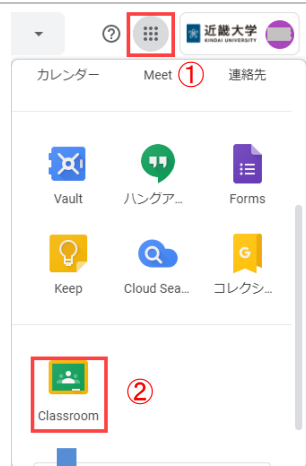 近畿大学
KINDAI UNIVERSITY
カレンダー Meet ① 連絡先
Vault ハングア... Forms
Keep Cloud Sea... コレクシ...
②
Classroom